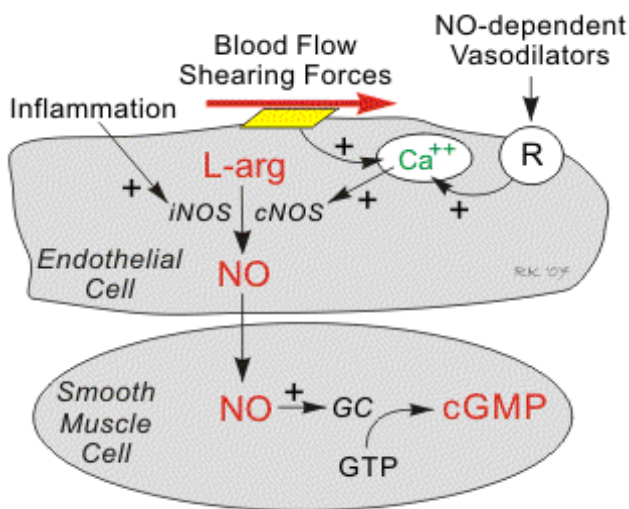 Blood Flow
Shearing Forces
NO-dependent
Vasodilators
Inflammation
+
Ca++
R
L-arg
+
iNOS
cNOS
+
+
Endothelial
Cell
NO
RK '07
Smooth
Muscle
Cell
NO
+
GC
cGMP
GTP